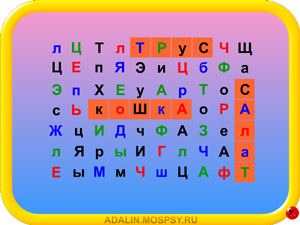 л Ц Т л Т Р у С Ч Щ
Ц Е п Я Э и Ц б Ф а
Э п Х Е у А р Т о С
с Ь к о Ш к А о Р А
Ж ц И Д ч Ф А З е л
л Я р ы И Г л Ч А а
Е ы М м Ч ш Ц А ф Т
ADALIN.MOSPSY.RU